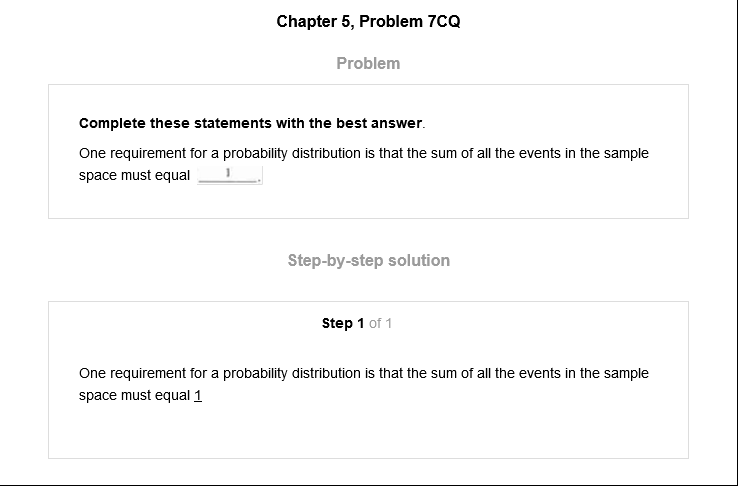 Chapter 5, Problem 7CQ
Problem
Complete these statements with the best answer.
One requirement for a probability distribution is that the sum of all the events in the sample
space must equal 1.
Step-by-step solution
Step 1 of 1
One requirement for a probability distribution is that the sum of all the events in the sample
space must equal 1